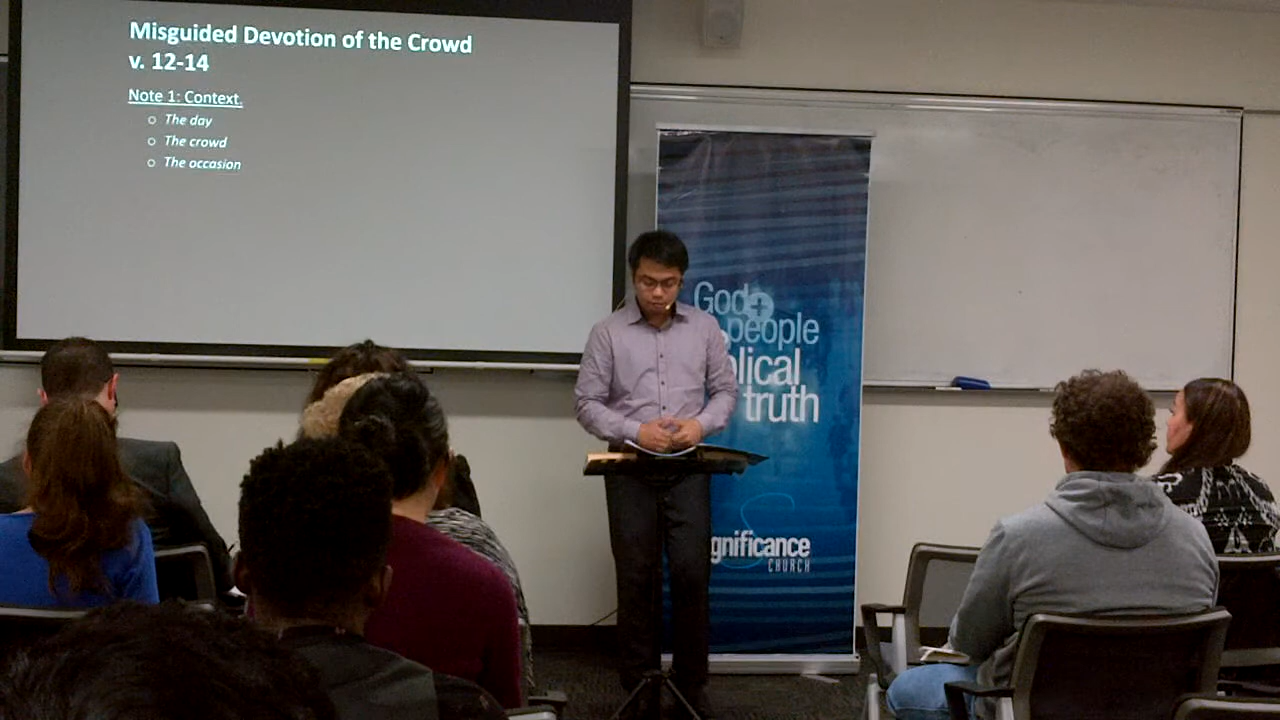 Misguided Devotion of the Crowd
v. 12-14
Note 1: Context.
The day
The crowd
The occasion
God+
people
blical
truth
gnificance
CHURCH